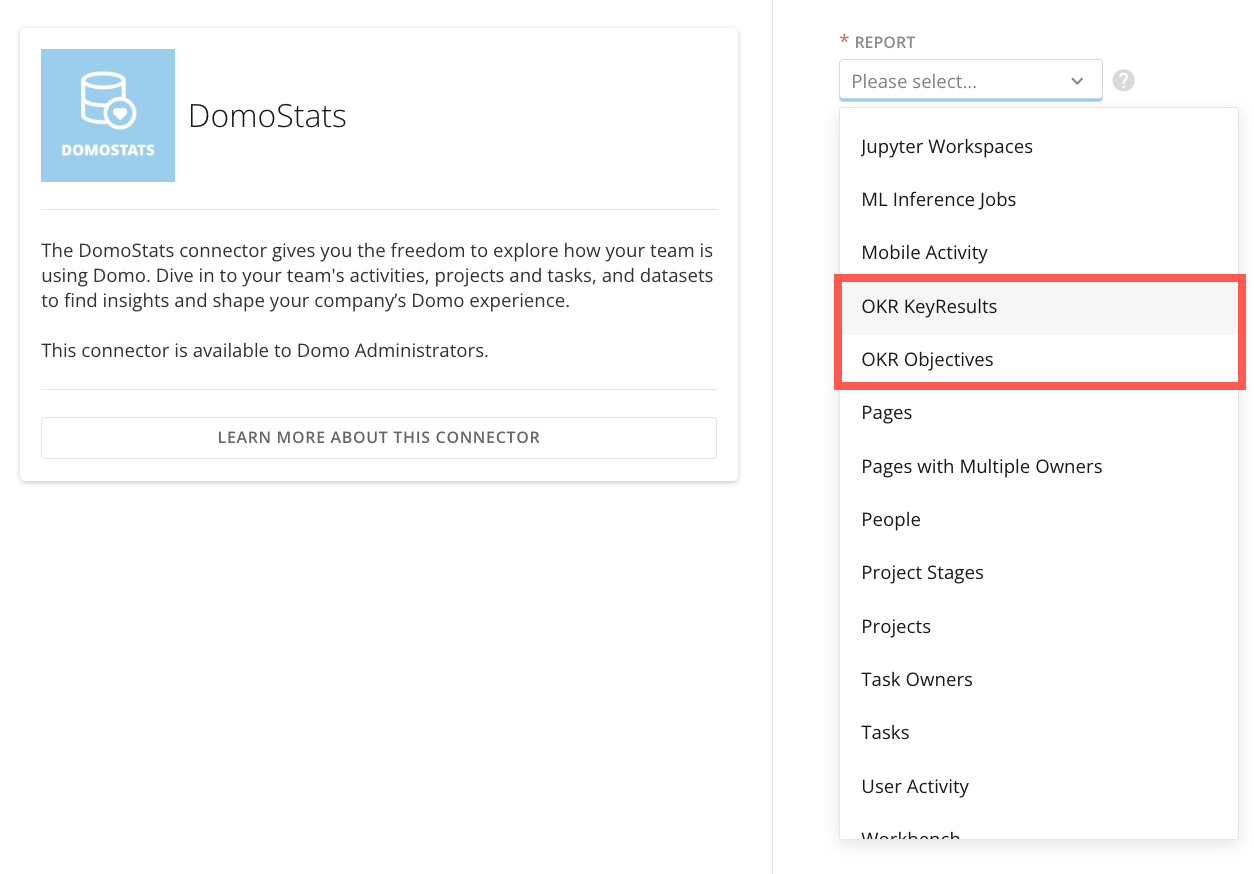 DOMOSTATS
DomoStats
The DomoStats connector gives you the freedom to explore how your team is
using Domo. Dive in to your team's activities, projects and tasks, and datasets
to find insights and shape your company’s Domo experience.
This connector is available to Domo Administrators.
LEARN MORE ABOUT THIS CONNECTOR
* REPORT
Please select...
?
Jupyter Workspaces
ML Inference Jobs
Mobile Activity
OKR KeyResults
OKR Objectives
Pages
Pages with Multiple Owners
People
Project Stages
Projects
Task Owners
Tasks
User Activity
Workbench